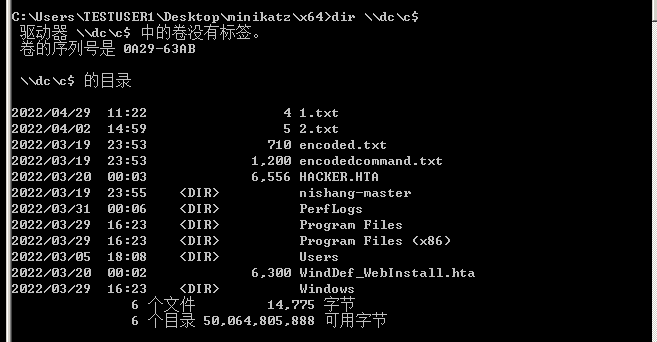 C:\Users\TESTUSER1\Desktop\minikatz\x64>dir \\dc\c$
驱动器 \\dc\c$ 中的卷没有标签。
卷的序列号是 0A29-63AB
\\dc\c$ 的目录
2022/04/29 11:22 4 1.txt
2022/04/02 14:59 5 2.txt
2022/03/19 23:53 710 encoded.txt
2022/03/19 23:53 1,200 encodedcommand.txt
2022/03/20 00:03 6,556 HACKER.HTA
2022/03/19 23:55 <DIR> nishang-master
2022/03/31 00:06 <DIR> PerfLogs
2022/03/29 16:23 <DIR> Program Files
2022/03/29 16:23 <DIR> Program Files (x86)
2022/03/05 18:08 <DIR> Users
2022/03/20 00:02 6,300 WindDef_WebInstall.hta
2022/03/29 16:23 <DIR> Windows
6 个文件 14,775 字节
6 个目录 50,064,805,888 可用字节